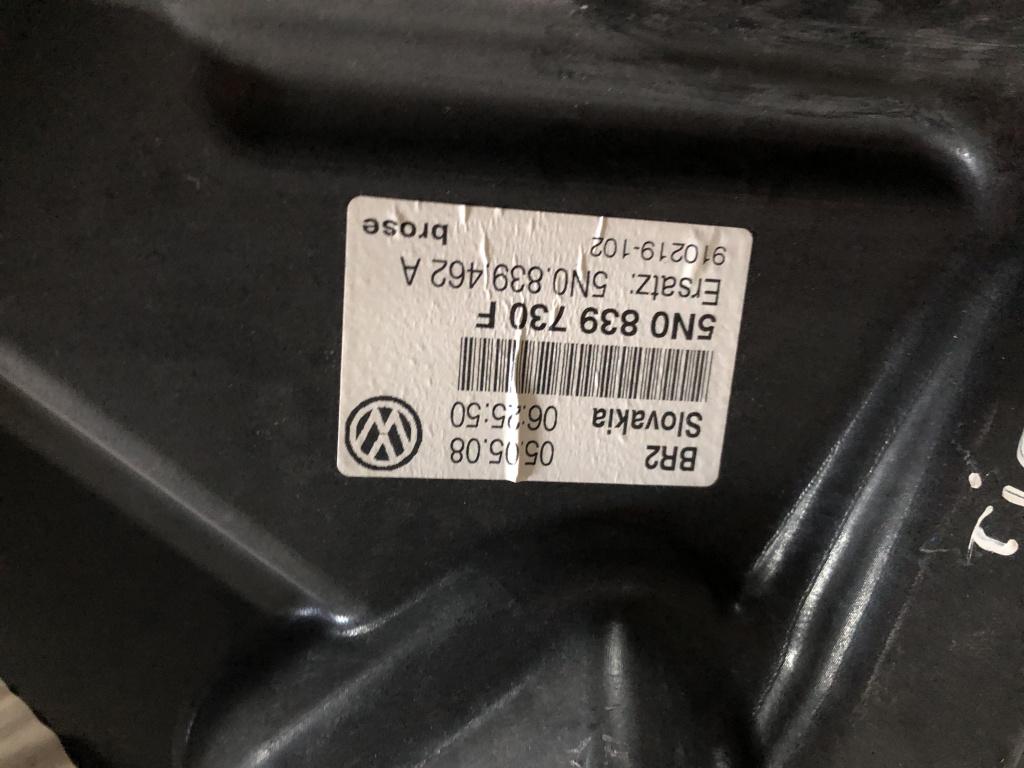 BR2 05.05.08
Slovakia 06:25:50
5N0 839 730 F
Ersatz: 5N0.839.462 A
910219-102 brose